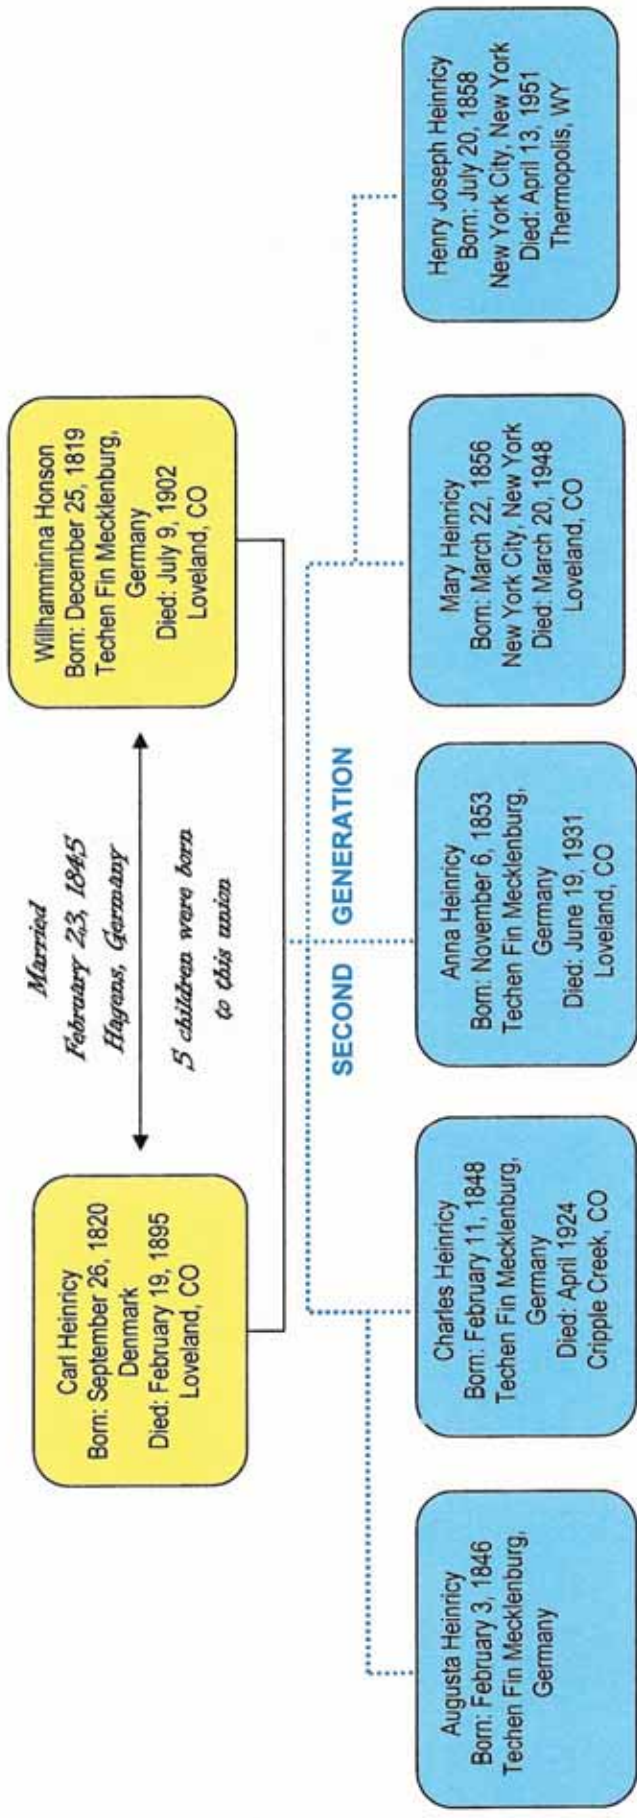 Married
February 23, 1845
Hagens, Germany
5 children were born
to this union
Carl Heinricy
Born: September 26, 1820
Denmark
Died: February 19, 1895
Loveland, CO
Willhamminna Honson
Born: December 25, 1819
Techen Fin Mecklenburg,
Germany
Died: July 9, 1902
Loveland, CO
SECOND GENERATION
Augusta Heinricy
Born: February 3, 1846
Techen Fin Mecklenburg,
Germany
Charles Heinricy
Born: February 11, 1848
Techen Fin Mecklenburg,
Germany
Died: April 1924
Cripple Creek, CO
Anna Heinricy
Born: November 6, 1853
Techen Fin Mecklenburg,
Germany
Died: June 19, 1931
Loveland, CO
Mary Heinricy
Born: March 22, 1856
New York City, New York
Died: March 20, 1948
Loveland, CO
Henry Joseph Heinricy
Born: July 20, 1858
New York City, New York
Died: April 13, 1951
Thermopolis, WY